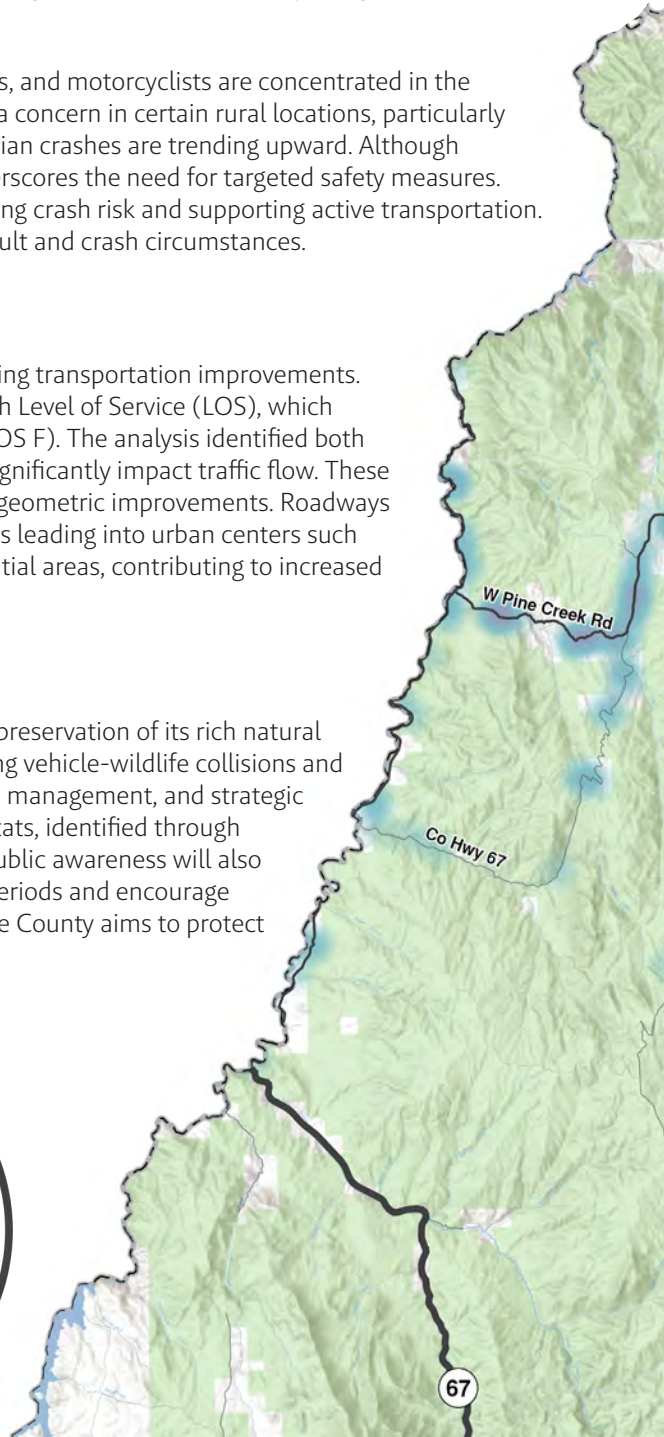 s, and motorcyclists are concentrated in the
a concern in certain rural locations, particularly
ian crashes are trending upward. Although
erscores the need for targeted safety measures.
ng crash risk and supporting active transportation.
ult and crash circumstances.
ing transportation improvements.
h Level of Service (LOS), which
OS F). The analysis identified both
gnificantly impact traffic flow. These
geometric improvements. Roadways
s leading into urban centers such
tial areas, contributing to increased
W Pine Creek Rd
preservation of its rich natural
ng vehicle-wildlife collisions and
management, and strategic
tats, identified through
ublic awareness will also
eriods and encourage
e County aims to protect
Co Hwy 67
67